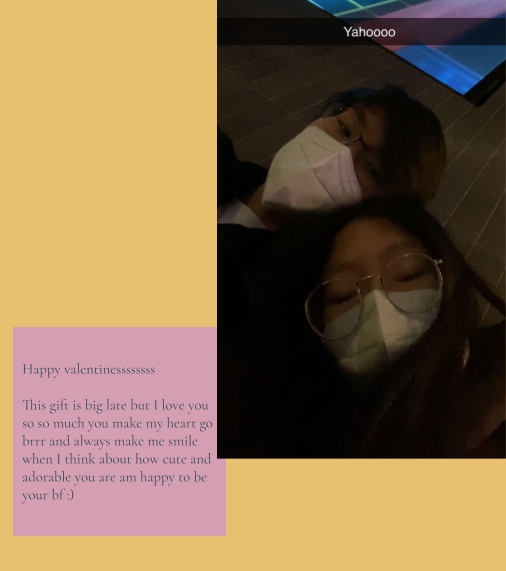 Yahoooo
Happy valentinessssssss
This gift is big late but I love you
so so much you make my heart go
brrr and always make me smile
when I think about how cute and
adorable you are am happy to be
your bf :)